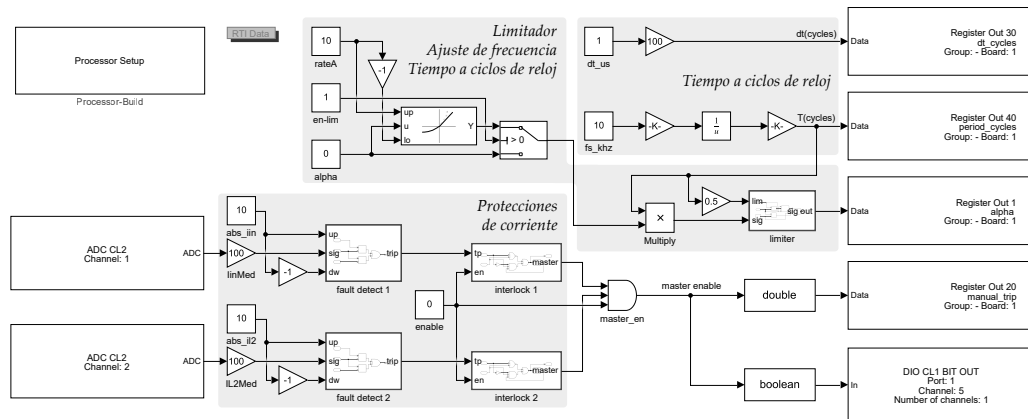 Processor Setup
Processor-Build
RTI Data
Limitador
Ajuste de frecuencia
Tiempo a ciclos de reloj
10
rateA
-1
1
en-lim
0
alpha
up
u
lo
Y
> 0
1
dt_us
100
dt(cycles)
Tiempo a ciclos de reloj
10
fs_khz
-K-
1
u
-K-
T(cycles)
×
Multiply
0.5
lim
sig
sig out
limiter
Data
Register Out 30
dt_cycles
Group: - Board: 1
Data
Register Out 40
period_cycles
Group: - Board: 1
Data
Register Out 1
alpha
Group: - Board: 1
Protecciones
de corriente
ADC CL2
Channel: 1
ADC
10
abs_iin
100
IinMed
-1
up
sig
dw
trip
fault detect 1
tp
en
master
interlock 1
0
enable
ADC CL2
Channel: 2
ADC
10
abs_il2
100
IL2Med
-1
up
sig
dw
trip
fault detect 2
tp
en
master
interlock 2
master_en
master enable
double
Data
Register Out 20
manual_trip
Group: - Board: 1
boolean
In
DIO CL1 BIT OUT
Port: 1
Channel: 5
Number of channels: 1